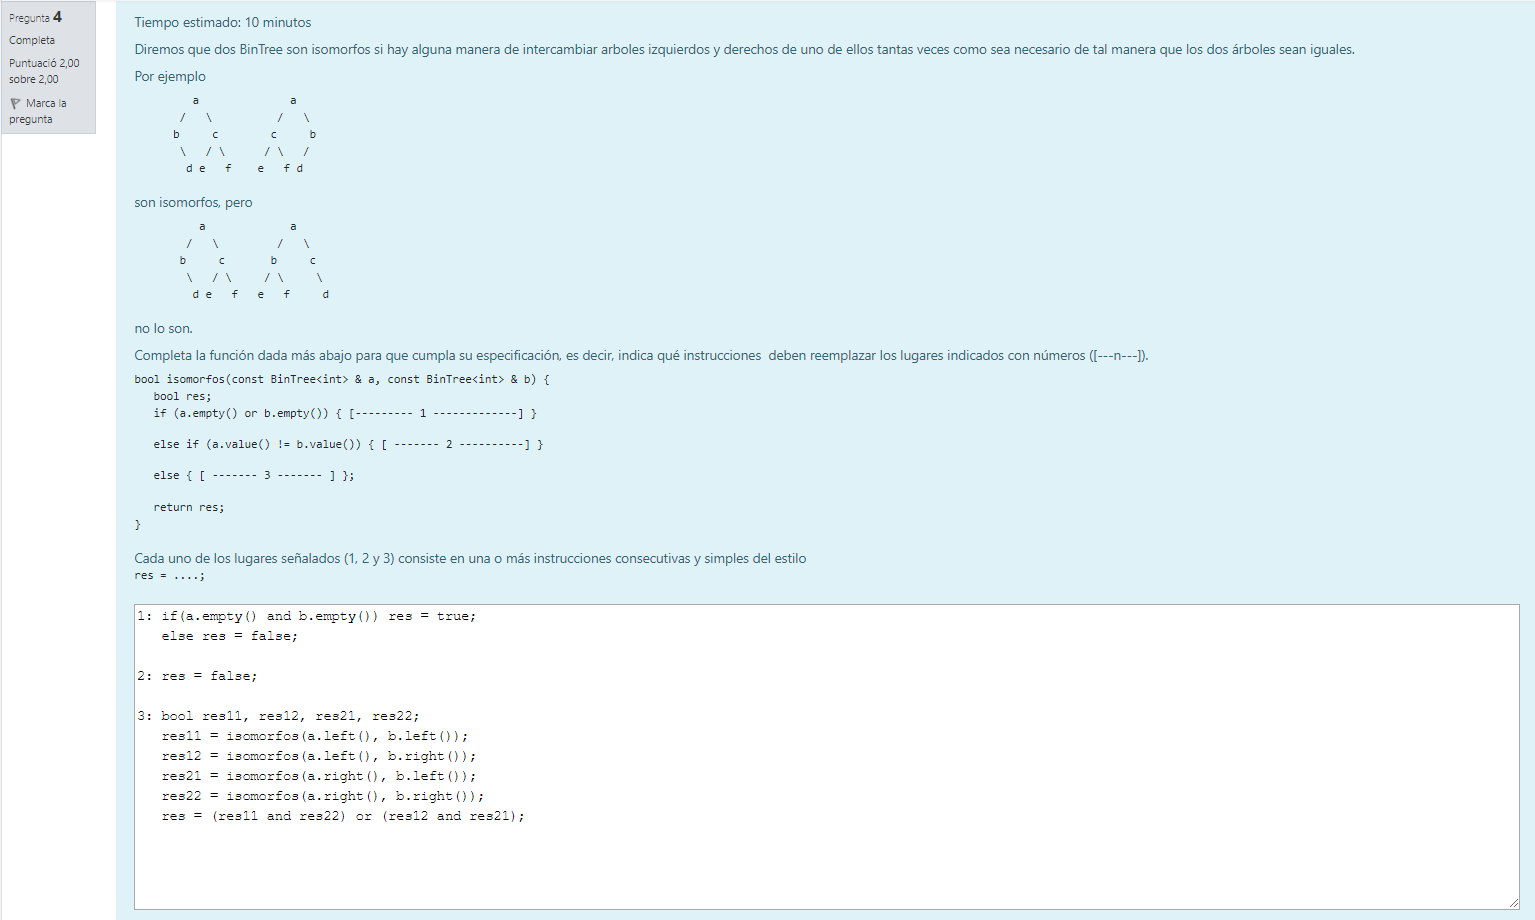 Pregunta 4
Completa
Puntuació 2,00
sobre 2,00
Marca la
pregunta
Tiempo estimado: 10 minutos
Diremos que dos BinTree son isomorfos si hay alguna manera de intercambiar arboles izquierdos y derechos de uno de ellos tantas veces como sea necesario de tal manera que los dos árboles sean iguales.
Por ejemplo
a a
/ \ / \
b c c b
\ / \ / \ /
d e f e f d
son isomorfos, pero
a a
/ \ / \
b c b c
\ / \ / \ \
d e f e f d
no lo son.
Completa la función dada más abajo para que cumpla su especificación, es decir, indica qué instrucciones deben reemplazar los lugares indicados con números ([---n---]).
bool isomorfos(const BinTree<int> & a, const BinTree<int> & b) {
bool res;
if (a.empty() or b.empty()) { [--------- 1 -------------] }
else if (a.value() != b.value()) { [ ------- 2 ----------] }
else { [ ------- 3 ------- ] };
return res;
}
Cada uno de los lugares señalados (1, 2 y 3) consiste en una o más instrucciones consecutivas y simples del estilo
res = ....;
1: if(a.empty() and b.empty()) res = true;
else res = false;
2: res = false;
3: bool res11, res12, res21, res22;
res11 = isomorfos(a.left(), b.left());
res12 = isomorfos(a.left(), b.right());
res21 = isomorfos(a.right(), b.left());
res22 = isomorfos(a.right(), b.right());
res = (res11 and res22) or (res12 and res21);